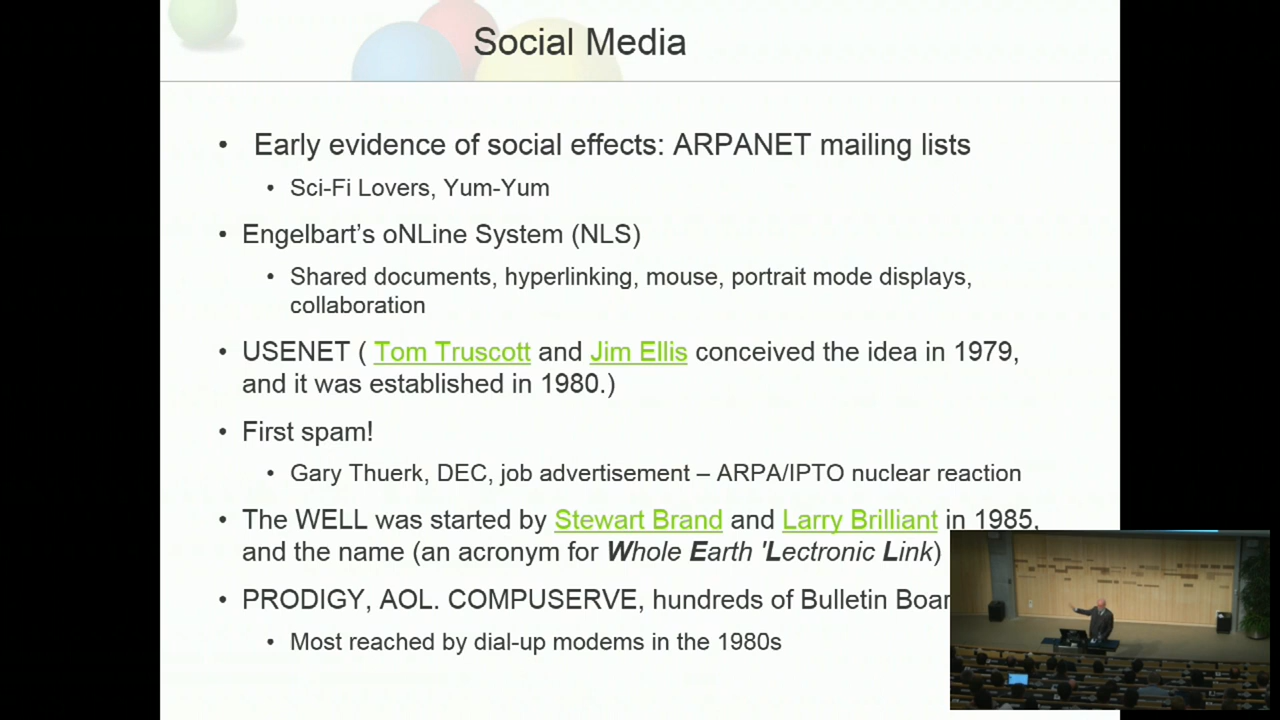 Social Media
• Early evidence of social effects: ARPANET mailing lists
• Sci-Fi Lovers, Yum-Yum
• Engelbart’s oNLine System (NLS)
• Shared documents, hyperlinking, mouse, portrait mode displays,
collaboration
• USENET ( Tom Truscott and Jim Ellis conceived the idea in 1979,
and it was established in 1980.)
• First spam!
• Gary Thuerk, DEC, job advertisement – ARPA/IPTO nuclear reaction
• The WELL was started by Stewart Brand and Larry Brilliant in 1985,
and the name (an acronym for Whole Earth 'Lectronic Link)
• PRODIGY, AOL. COMPUSERVE, hundreds of Bulletin Boar
• Most reached by dial-up modems in the 1980s